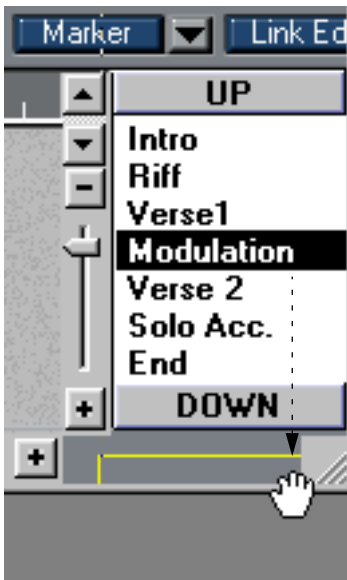 Marker Link Ed
UP
Intro
Riff
Verse1
Modulation
Verse 2
Solo Acc.
End
DOWN